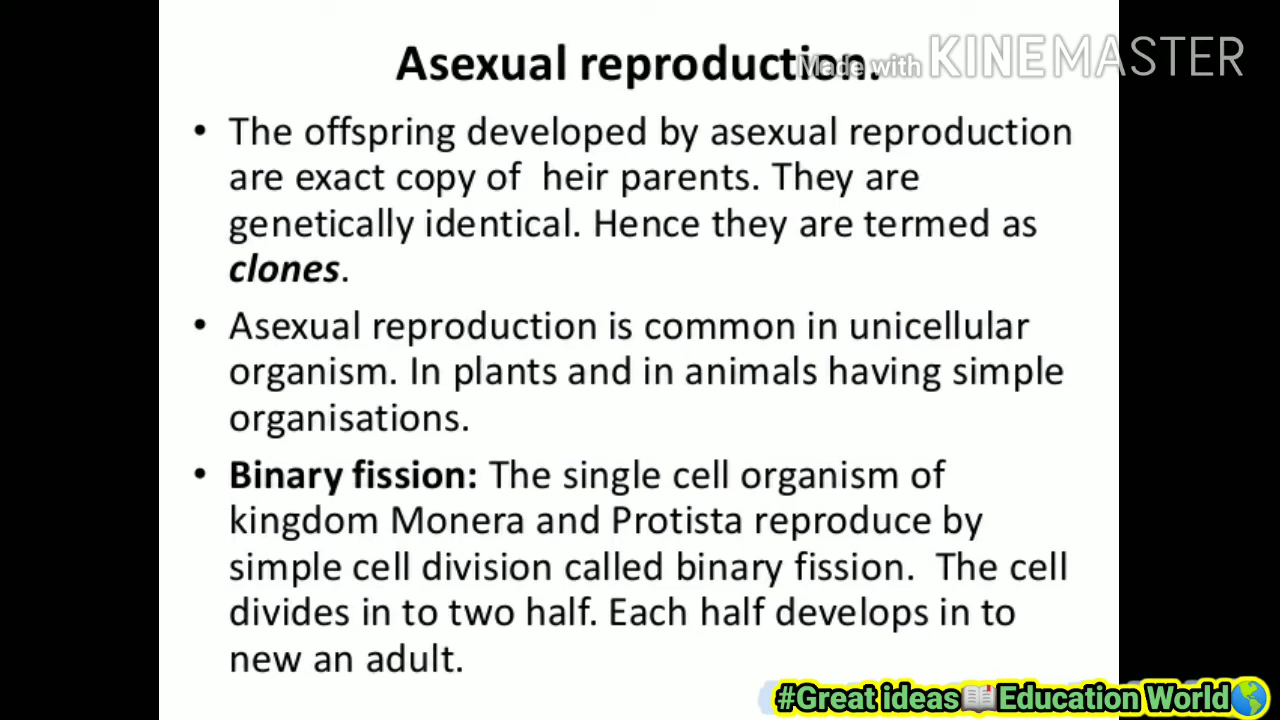 Asexual reproduction.
Made with KINEMASTER
• The offspring developed by asexual reproduction
are exact copy of heir parents. They are
genetically identical. Hence they are termed as
clones.
• Asexual reproduction is common in unicellular
organism. In plants and in animals having simple
organisations.
• Binary fission: The single cell organism of
kingdom Monera and Protista reproduce by
simple cell division called binary fission. The cell
divides in to two half. Each half develops in to
new an adult.
#Great ideas📖Education World🌎